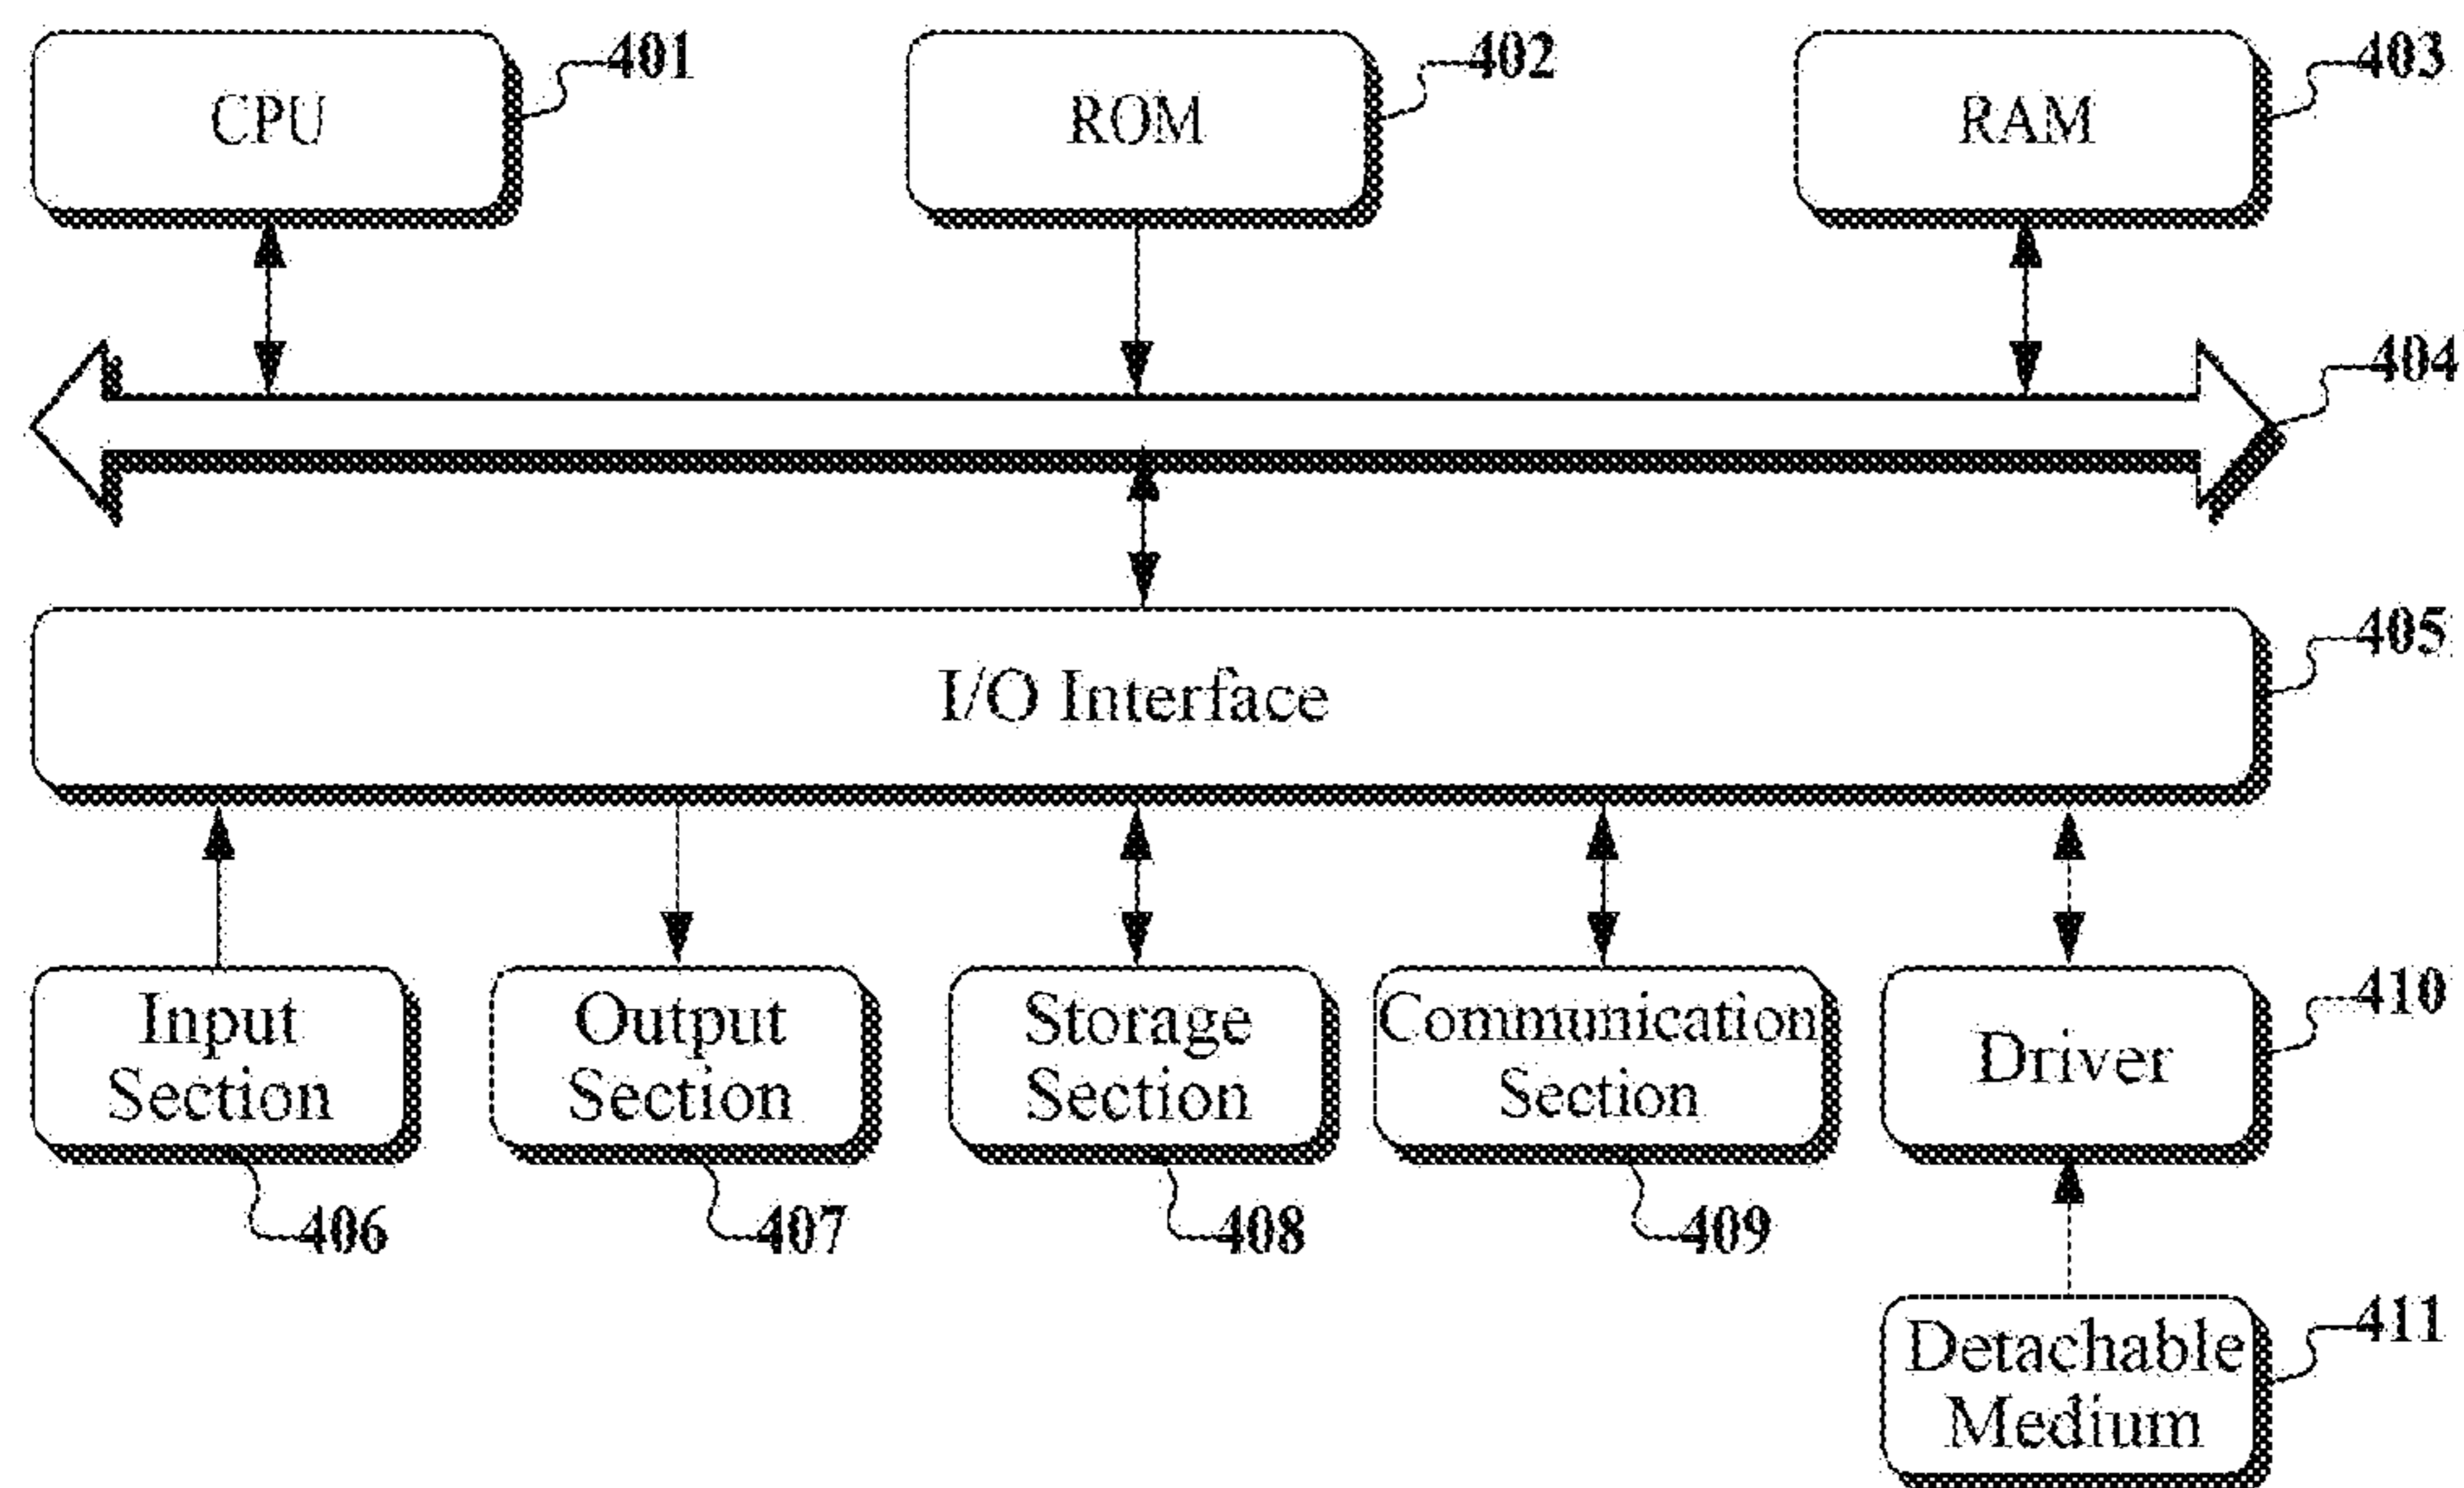 CPU
401
ROM
402
RAM
403
404
I/O Interface
405
Input
Section
406
Output
Section
407
Storage
Section
408
Communication
Section
409
Driver
410
Detachable
Medium
411